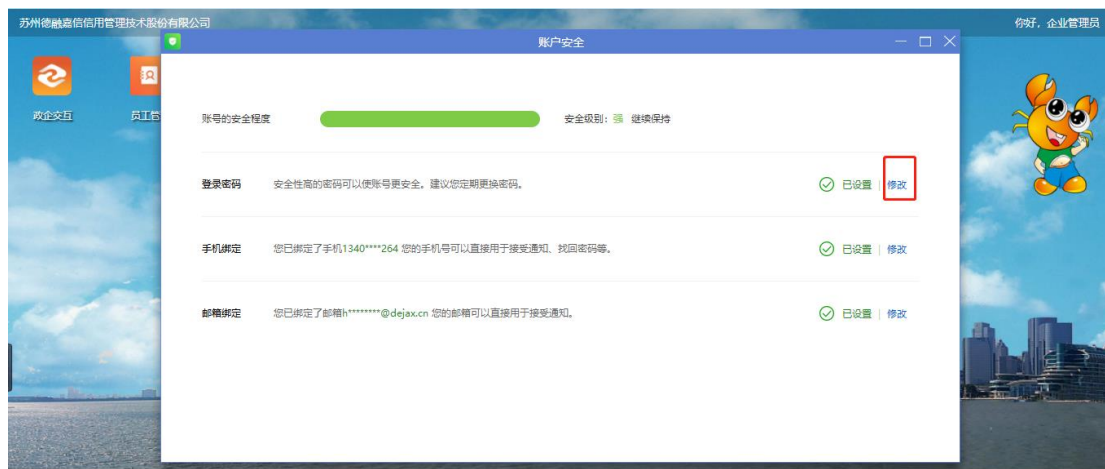 苏州德融嘉信信用管理技术股份有限公司
你好，企业管理员
账户安全
政企交互
员工管
账号的安全程度 安全级别：强 继续保持
登录密码 安全性高的密码可以使账号更安全。建议您定期更换密码。 已设置 | 修改
手机绑定 您已绑定了手机1340****264 您的手机号可以直接用于接受通知、找回密码等。 已设置 | 修改
邮箱绑定 您已绑定了邮箱h********@dejax.cn 您的邮箱可以直接用于接受通知。 已设置 | 修改